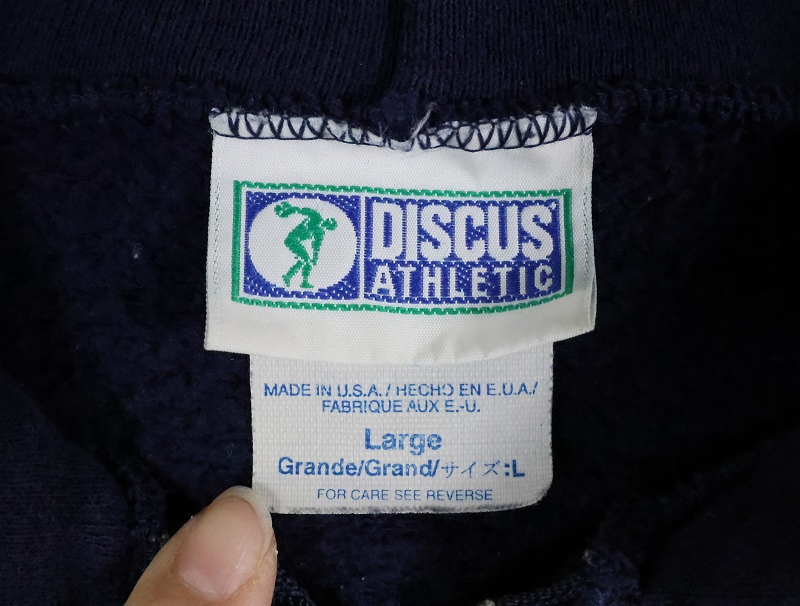 DISCUS
ATHLETIC
MADE IN U.S.A./HECHO EN E.U.A./
FABRIQUE AUX E.-U.
Large
Grande/Grand/サイズ:L
FOR CARE SEE REVERSE